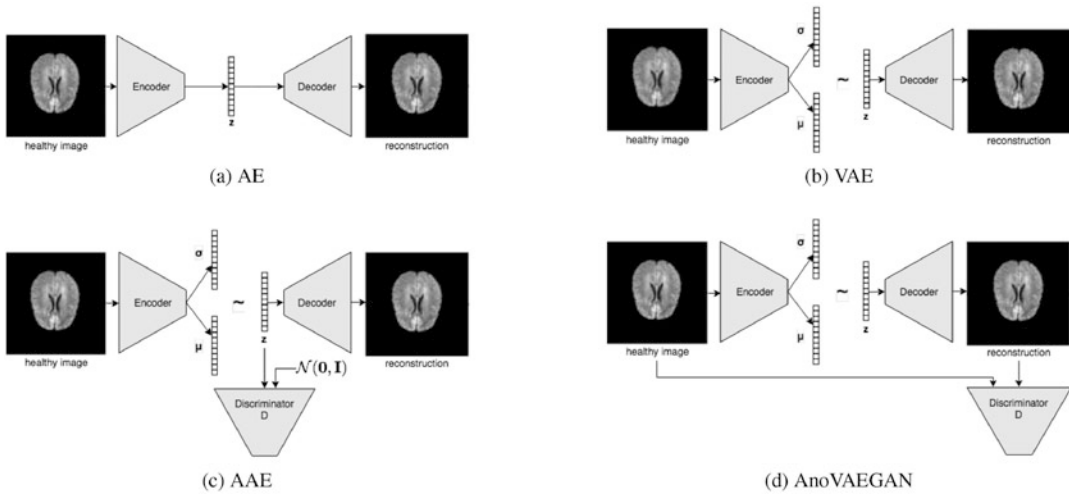 Encoder
z
Decoder
healthy image
reconstruction
(a) AE
σ
Encoder
~
Decoder
μ
z
healthy image
reconstruction
(b) VAE
σ
Encoder
~
Decoder
μ
z
healthy image
reconstruction
N(0, I)
Discriminator
D
(c) AAE
σ
Encoder
~
Decoder
μ
z
healthy image
reconstruction
Discriminator
D
(d) AnoVAEGAN